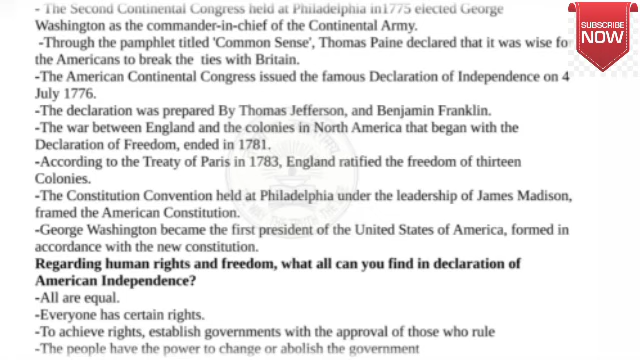 - The Second Continental Congress held at Philadelphia in1775 elected George
Washington as the commander-in-chief of the Continental Army.
-Through the pamphlet titled 'Common Sense', Thomas Paine declared that it was wise fo
the Americans to break the ties with Britain.
-The American Continental Congress issued the famous Declaration of Independence on 4
July 1776.
-The declaration was prepared By Thomas Jefferson, and Benjamin Franklin.
-The war between England and the colonies in North America that began with the
Declaration of Freedom, ended in 1781.
-According to the Treaty of Paris in 1783, England ratified the freedom of thirteen
Colonies.
-The Constitution Convention held at Philadelphia under the leadership of James Madison,
framed the American Constitution.
-George Washington became the first president of the United States of America, formed in
accordance with the new constitution.
Regarding human rights and freedom, what all can you find in declaration of
American Independence?
-All are equal.
-Everyone has certain rights.
-To achieve rights, establish governments with the approval of those who rule
-The people have the power to change or abolish the government
SUBSCRIBE
NOW